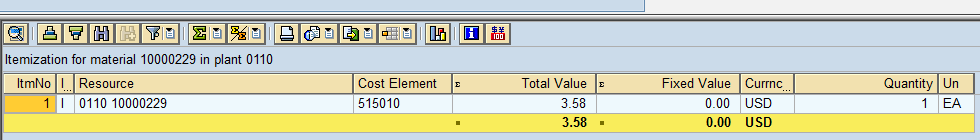 Itemization for material 10000229 in plant 0110
ItmNo I... Resource Cost Element Σ Total Value Σ Fixed Value Currnc... Quantity Un
1 I 0110 10000229 515010 3.58 0.00 USD 1 EA
3.58 0.00 USD